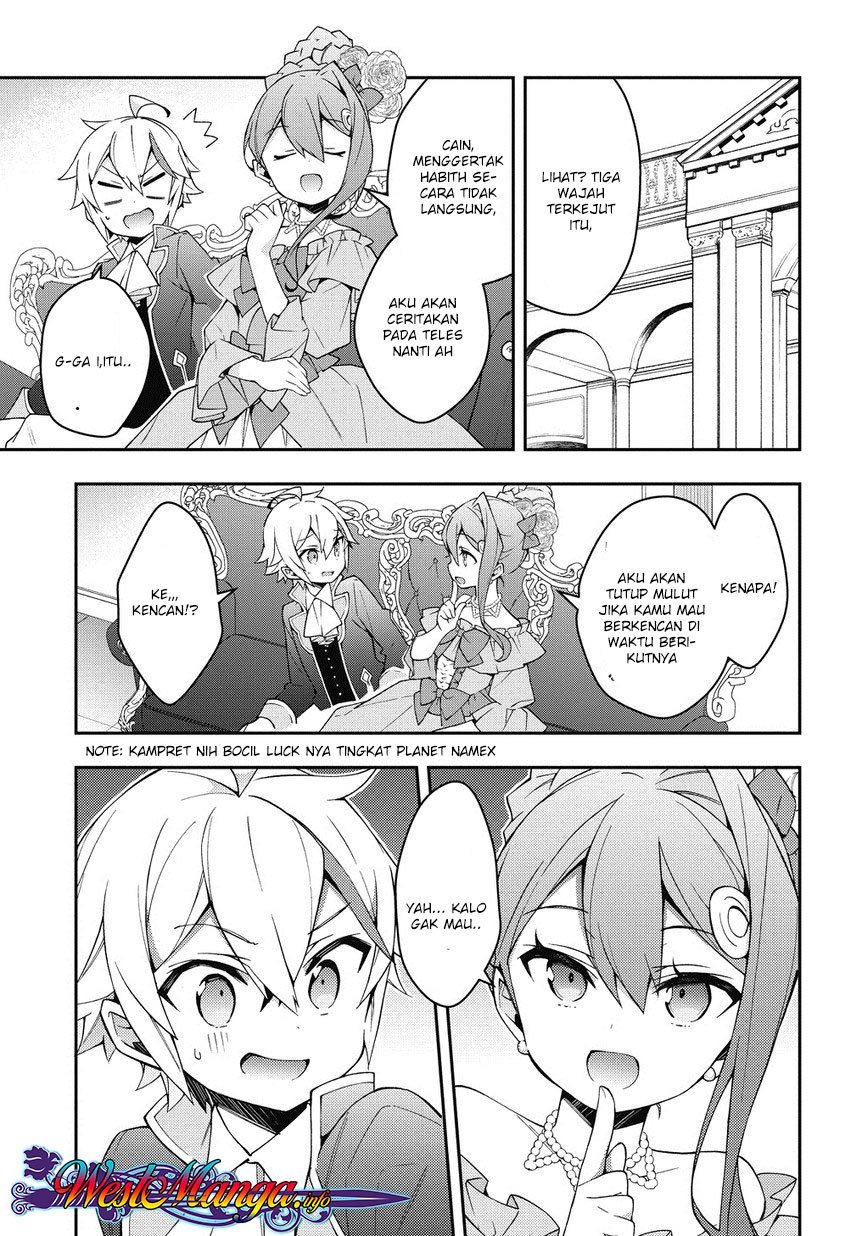 LIHAT? TIGA
WAJAH
TERKEJUT
ITU,
CAIN,
MENGGERTAK
HABITH SE-
CARA TIDAK
LANGSUNG,
AKU AKAN
CERITAKAN
PADA TELES
NANTI AH
G-GA I,ITU..
.
KENAPA!
AKU AKAN
TUTUP MULUT
JIKA KAMU MAU
BERKENCAN DI
WAKTU BERI-
KUTNYA
KE,,,
KENCAN!?
NOTE: KAMPRET NIH BOCIL LUCK NYA TINGKAT PLANET NAMEX
YAH... KALO
GAK MAU..
WestManga.info